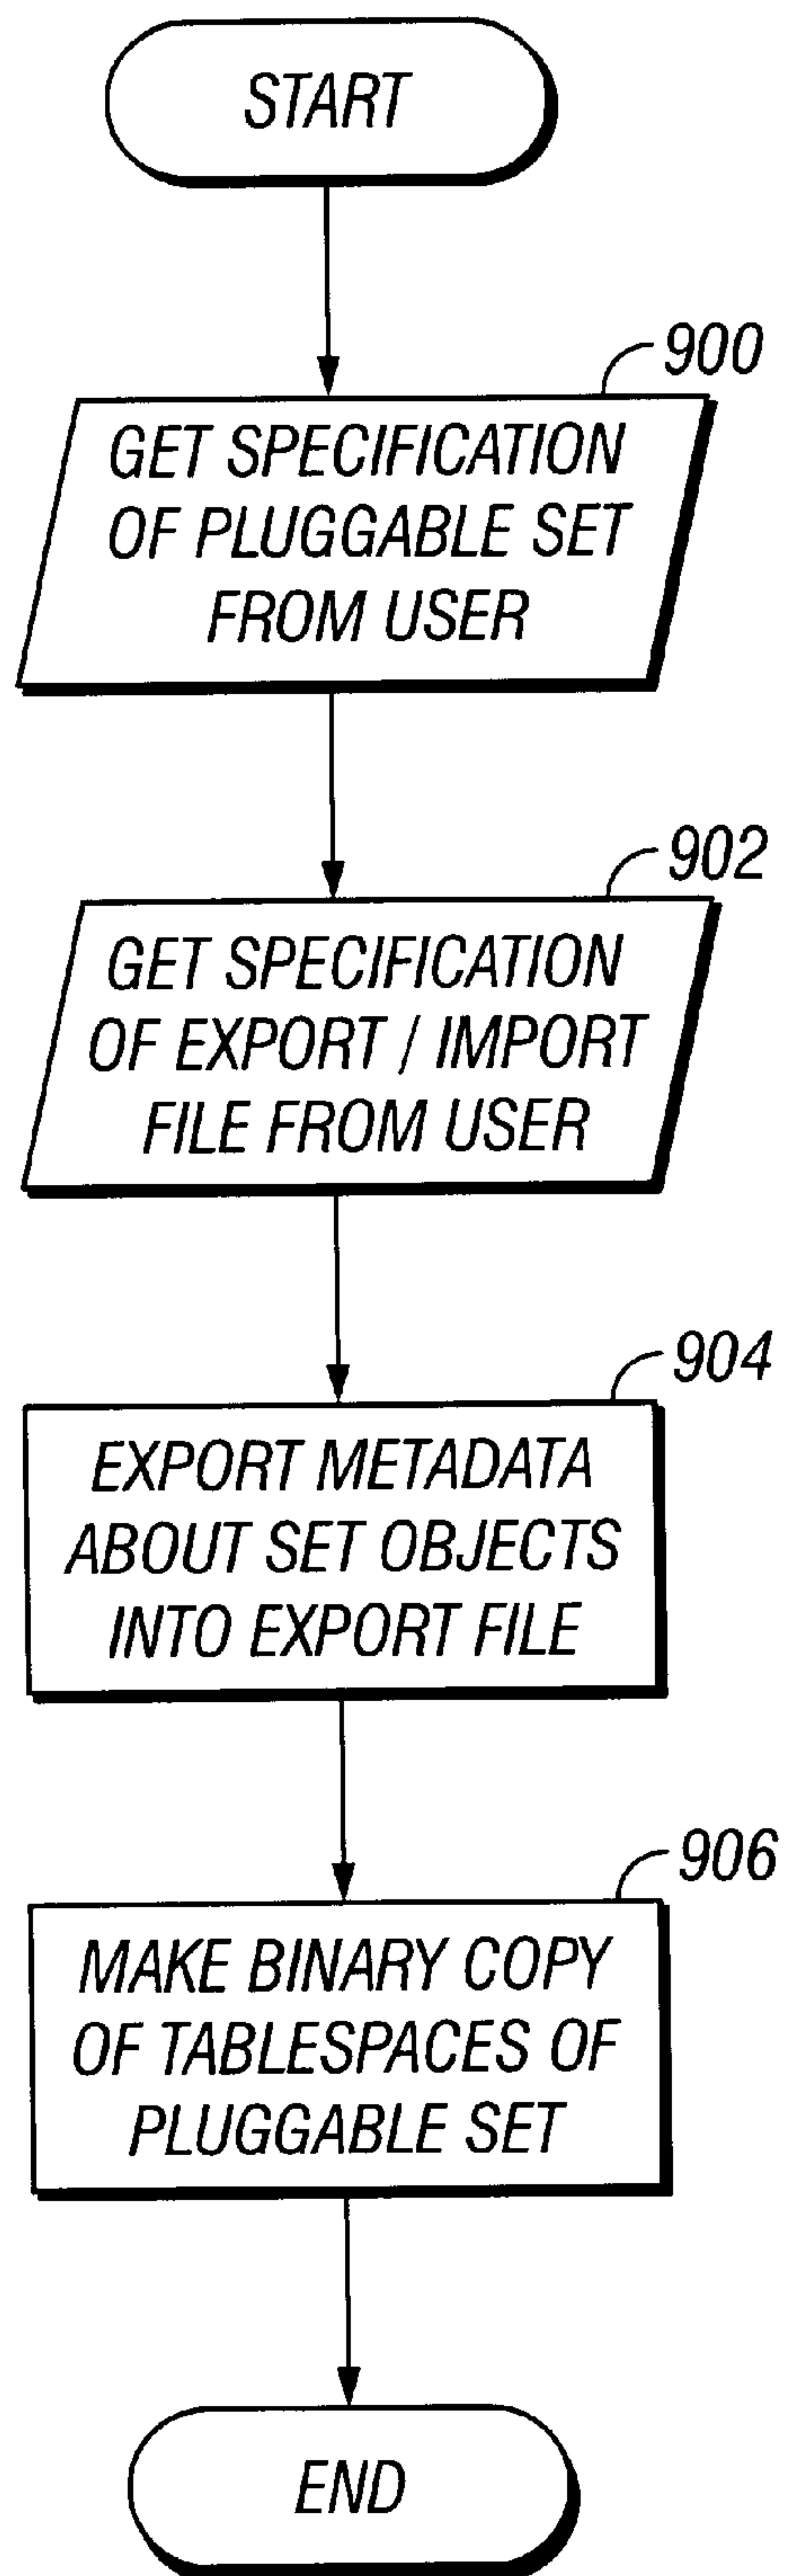 START
900
GET SPECIFICATION
OF PLUGGABLE SET
FROM USER
902
GET SPECIFICATION
OF EXPORT / IMPORT
FILE FROM USER
904
EXPORT METADATA
ABOUT SET OBJECTS
INTO EXPORT FILE
906
MAKE BINARY COPY
OF TABLESPACES OF
PLUGGABLE SET
END